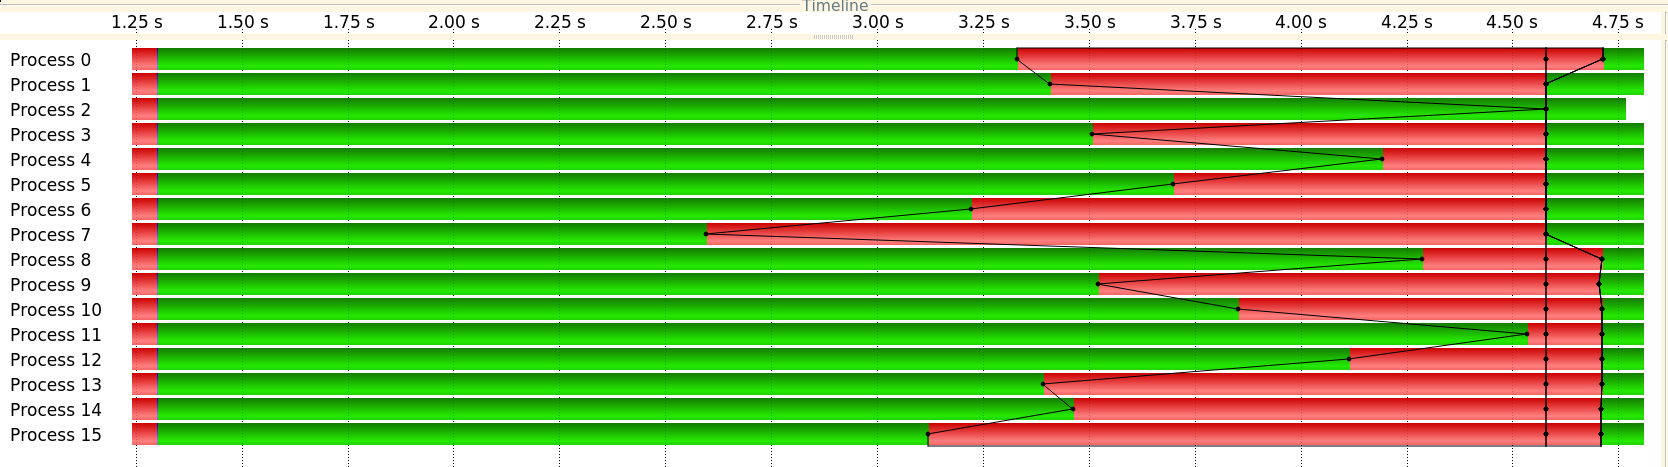 Timeline
1.25 s 1.50 s 1.75 s 2.00 s 2.25 s 2.50 s 2.75 s 3.00 s 3.25 s 3.50 s 3.75 s 4.00 s 4.25 s 4.50 s 4.75 s
Process 0
Process 1
Process 2
Process 3
Process 4
Process 5
Process 6
Process 7
Process 8
Process 9
Process 10
Process 11
Process 12
Process 13
Process 14
Process 15